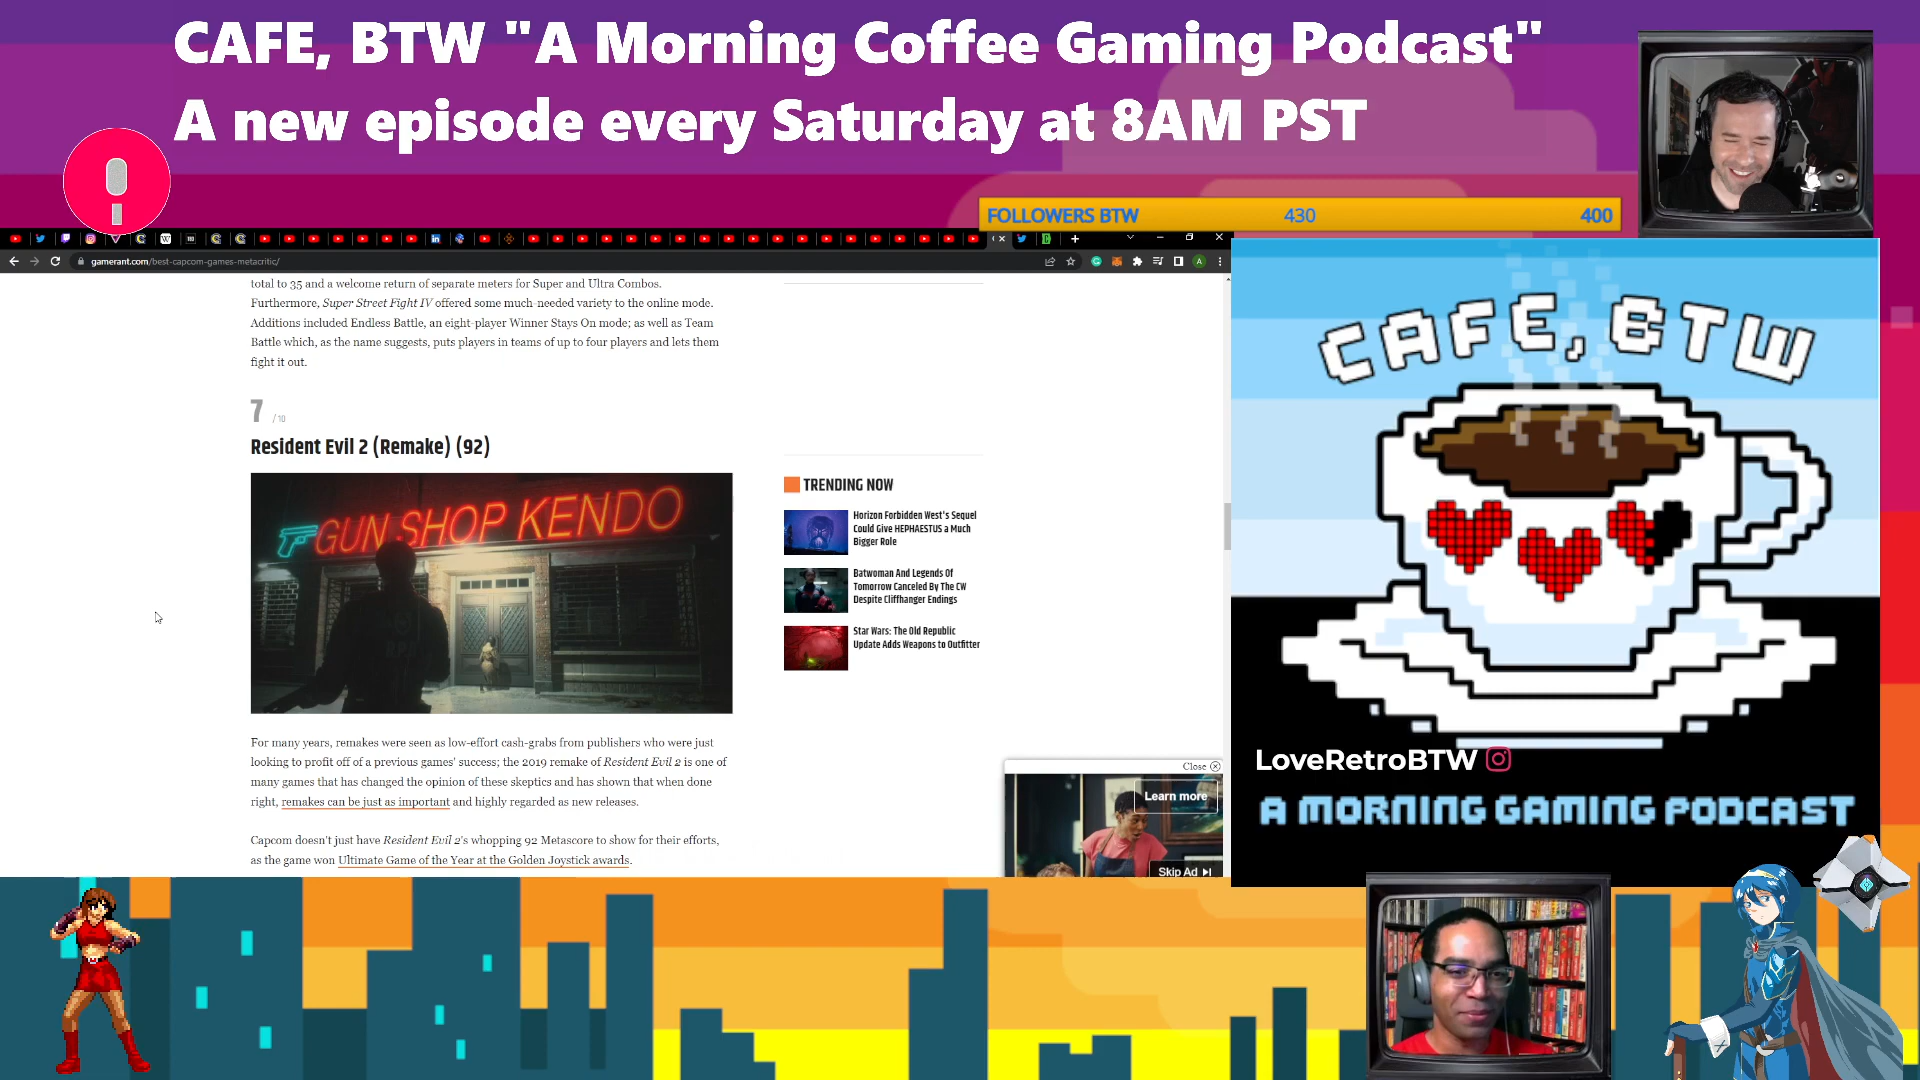 CAFE, BTW "A Morning Coffee Gaming Podcast"
A new episode every Saturday at 8AM PST
FOLLOWERS BTW 430 400
gamerant.com/best-capcom-games-metacritic/
total to 35 and a welcome return of separate meters for Super and Ultra Combos.
Furthermore, Super Street Fight IV offered some much-needed variety to the online mode.
Additions included Endless Battle, an eight-player Winner Stays On mode; as well as Team
Battle which, as the name suggests, puts players in teams of up to four players and lets them
fight it out.
7 / 10
Resident Evil 2 (Remake) (92)
GUN SHOP KENDO
For many years, remakes were seen as low-effort cash-grabs from publishers who were just
looking to profit off of a previous games' success; the 2019 remake of Resident Evil 2 is one of
many games that has changed the opinion of these skeptics and has shown that when done
right, remakes can be just as important and highly regarded as new releases.
Capcom doesn't just have Resident Evil 2's whopping 92 Metascore to show for their efforts,
as the game won Ultimate Game of the Year at the Golden Joystick awards.
TRENDING NOW
Horizon Forbidden West's Sequel
Could Give HEPHAESTUS a Much
Bigger Role
Batwoman And Legends Of
Tomorrow Canceled By The CW
Despite Cliffhanger Endings
Star Wars: The Old Republic
Update Adds Weapons to Outfitter
Close
Learn more
Skip Ad
CAFE, BTW
LoveRetroBTW
A MORNING GAMING PODCAST